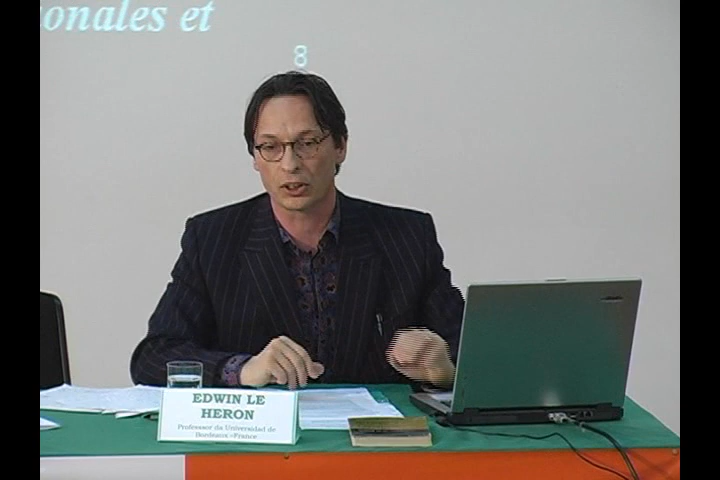 onales et
8
EDWIN LE
HERON
Professor da Universidad de
Bordeaux -France